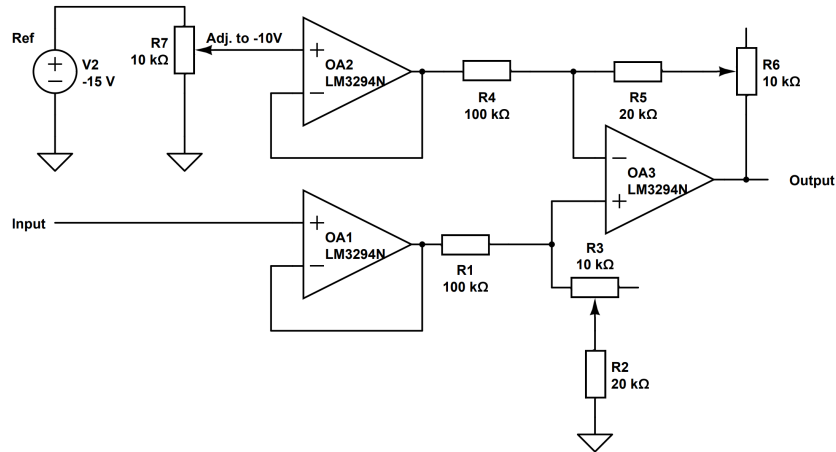 Ref
V2
-15 V
R7
10 kΩ
Adj. to -10V
OA2
LM3294N
R4
100 kΩ
R5
20 kΩ
R6
10 kΩ
OA3
LM3294N
Output
Input
OA1
LM3294N
R1
100 kΩ
R3
10 kΩ
R2
20 kΩ